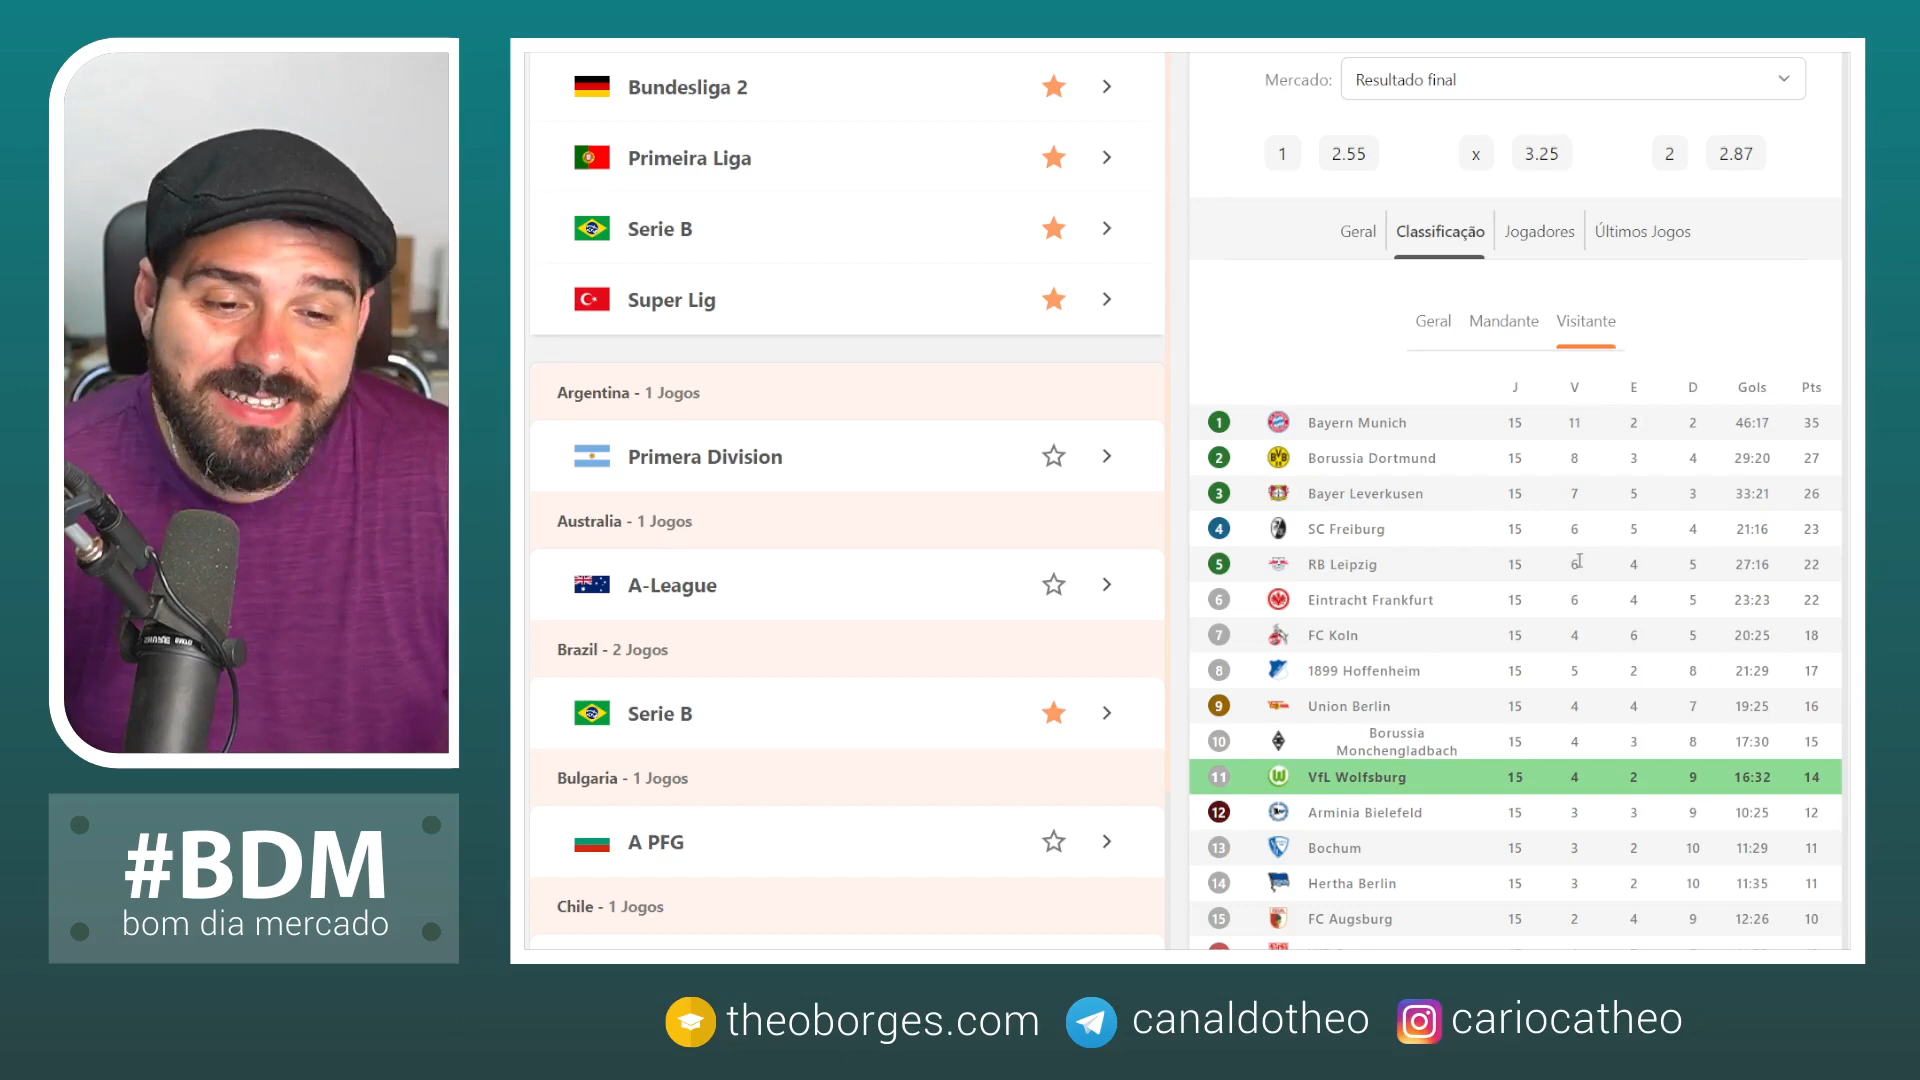 Bundesliga 2
Primeira Liga
Serie B
Super Lig
Argentina - 1 Jogos
Primera Division
Australia - 1 Jogos
A-League
Brazil - 2 Jogos
Serie B
Bulgaria - 1 Jogos
A PFG
Chile - 1 Jogos
Mercado: Resultado final
1 2.55 x 3.25 2 2.87
Geral Classificação Jogadores Últimos Jogos
Geral Mandante Visitante
J V E D Gols Pts
1 Bayern Munich 15 11 2 2 46:17 35
2 Borussia Dortmund 15 8 3 4 29:20 27
3 Bayer Leverkusen 15 7 5 3 33:21 26
4 SC Freiburg 15 6 5 4 21:16 23
5 RB Leipzig 15 6 4 5 27:16 22
6 Eintracht Frankfurt 15 6 4 5 23:23 22
7 FC Koln 15 4 6 5 20:25 18
8 1899 Hoffenheim 15 5 2 8 21:29 17
9 Union Berlin 15 4 4 7 19:25 16
10 Borussia Monchengladbach 15 4 3 8 17:30 15
11 VfL Wolfsburg 15 4 2 9 16:32 14
12 Arminia Bielefeld 15 3 3 9 10:25 12
13 Bochum 15 3 2 10 11:29 11
14 Hertha Berlin 15 3 2 10 11:35 11
15 FC Augsburg 15 2 4 9 12:26 10
#BDM
bom dia mercado
theoborges.com canaldotheo cariocatheo